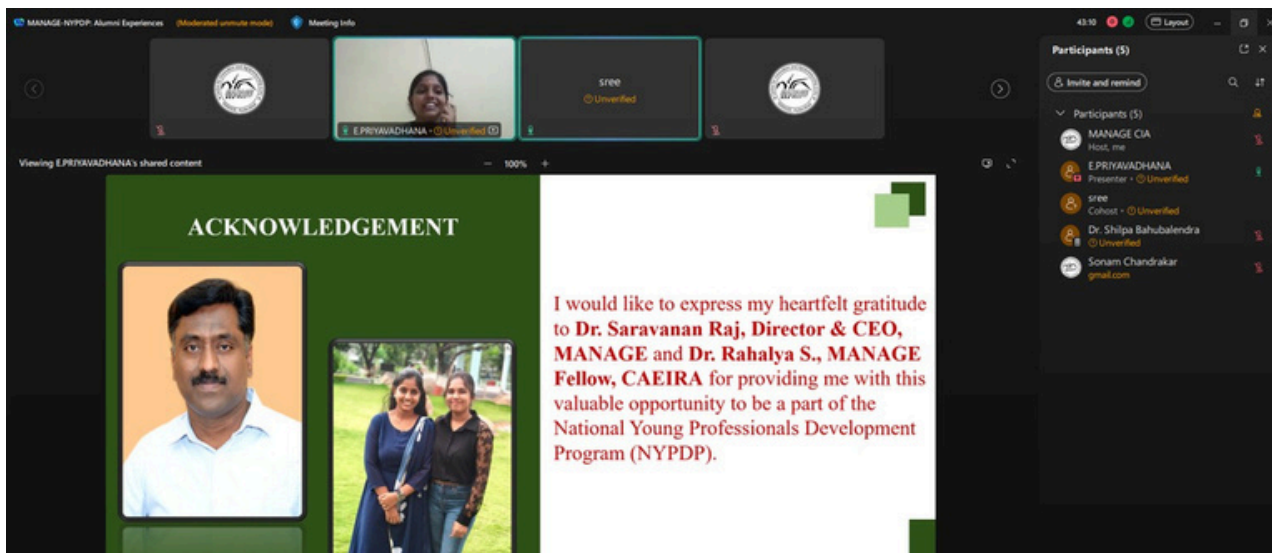 MANAGE-NYPDP: Alumni Experiences (Moderated unmute mode) Meeting Info
43:10 Layout
sree
Unverified
E.PRIYAVADHANA • Unverified
Viewing E.PRIYAVADHANA's shared content
100%
ACKNOWLEDGEMENT
I would like to express my heartfelt gratitude
to Dr. Saravanan Raj, Director & CEO,
MANAGE and Dr. Rahalya S., MANAGE
Fellow, CAEIRA for providing me with this
valuable opportunity to be a part of the
National Young Professionals Development
Program (NYPDP).
Participants (5)
Invite and remind
Participants (5)
MANAGE CIA
Host, me
E.PRIYAVADHANA
Presenter • Unverified
sree
Cohost • Unverified
Dr. Shilpa Bahubalendra
Unverified
Sonam Chandrakar
gmail.com